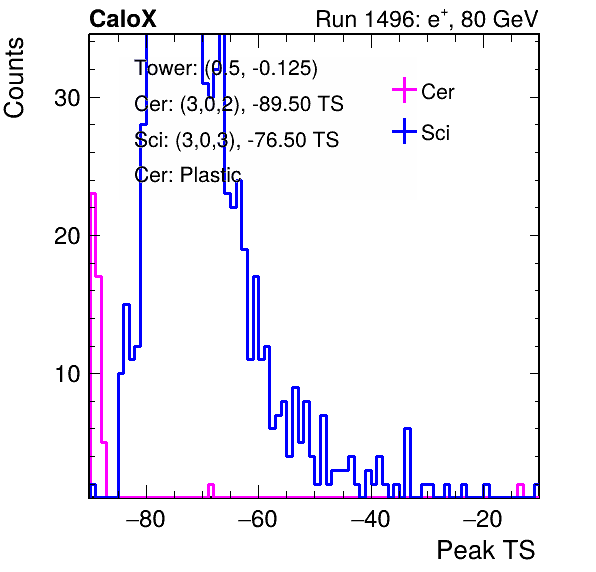 CaloX Run 1496: e+, 80 GeV
Counts
Tower: (0.5, -0.125)
Cer: (3,0,2), -89.50 TS
Sci: (3,0,3), -76.50 TS
Cer: Plastic
Cer
Sci
30
20
10
−80 −60 −40 −20
Peak TS